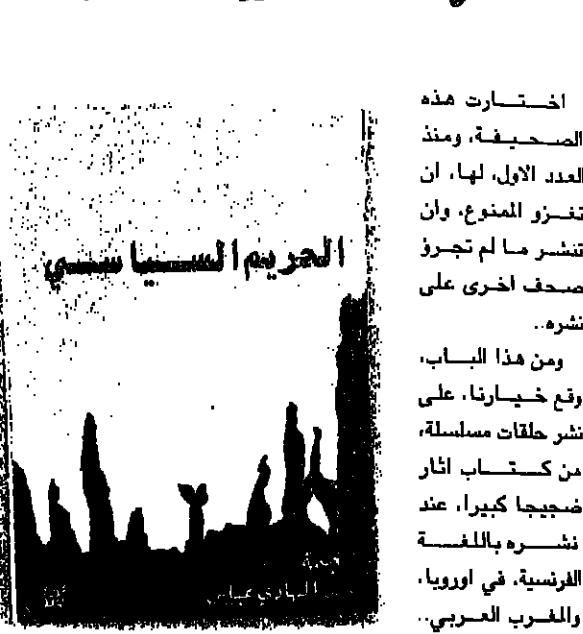 اختارت هذه
الصحيفة، ومنذ
العدد الاول، لها، ان
تغزو الممنوع، وان
تنشر ما لم تجرؤ
صحف اخرى على
نشره..
ومن هذا الباب،
وقع خيارنا، على
نشر حلقات مسلسلة،
من كتاب اثار
ضجيجا كبيرا، عند
نشره باللغة
الفرنسية، في اوروبا،
والمغرب العربي..
الحريم السياسي
الهادي عباس